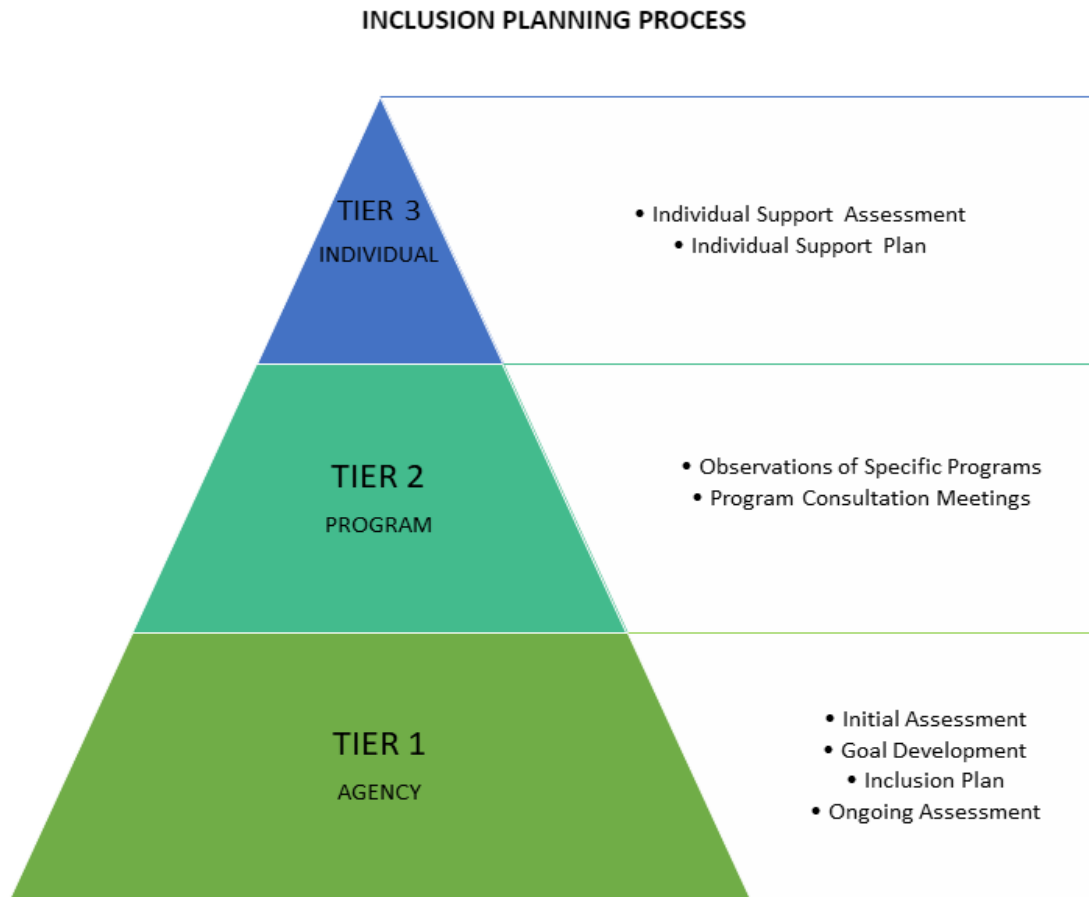 INCLUSION PLANNING PROCESS
TIER 3
INDIVIDUAL
• Individual Support Assessment
• Individual Support Plan
TIER 2
PROGRAM
• Observations of Specific Programs
• Program Consultation Meetings
TIER 1
AGENCY
• Initial Assessment
• Goal Development
• Inclusion Plan
• Ongoing Assessment